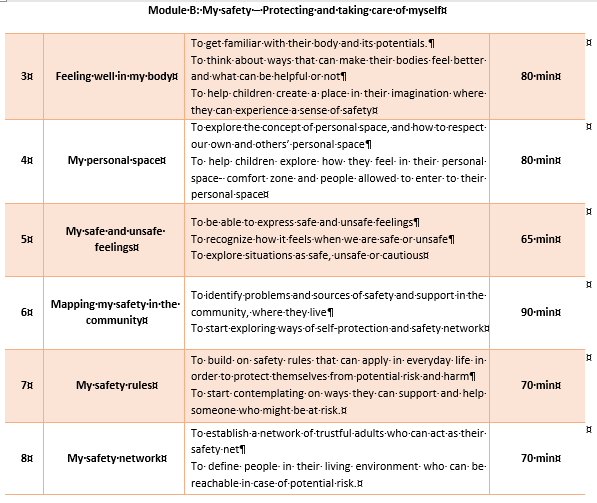 Module B: My safety – Protecting and taking care of myself¤
3¤
Feeling well in my body¤
To get familiar with their body and its potentials.¶
To think about ways that can make their bodies feel better
and what can be helpful or not¶
To help children create a place in their imagination where
they can experience a sense of safety¤
80 min¤
4¤
My personal space¤
To explore the concept of personal space, and how to respect
our own and others' personal space¶
To help children explore how they feel in their personal
space - comfort zone and people allowed to enter to their
personal space¤
80 min¤
5¤
My safe and unsafe
feelings¤
To be able to express safe and unsafe feelings¶
To recognize how it feels when we are safe or unsafe¶
To explore situations as safe, unsafe or cautious¤
65 min¤
6¤
Mapping my safety in the
community¤
To identify problems and sources of safety and support in the
community, where they live¶
To start exploring ways of self-protection and safety network¤
90 min¤
7¤
My safety rules¤
To build on safety rules that can apply in everyday life in
order to protect themselves from potential risk and harm¶
To start contemplating on ways they can support and help
someone who might be at risk.¤
70 min¤
8¤
My safety network¤
To establish a network of trustful adults who can act as their
safety net¶
To define people in their living environment who can be
reachable in case of potential risk.¤
70 min¤